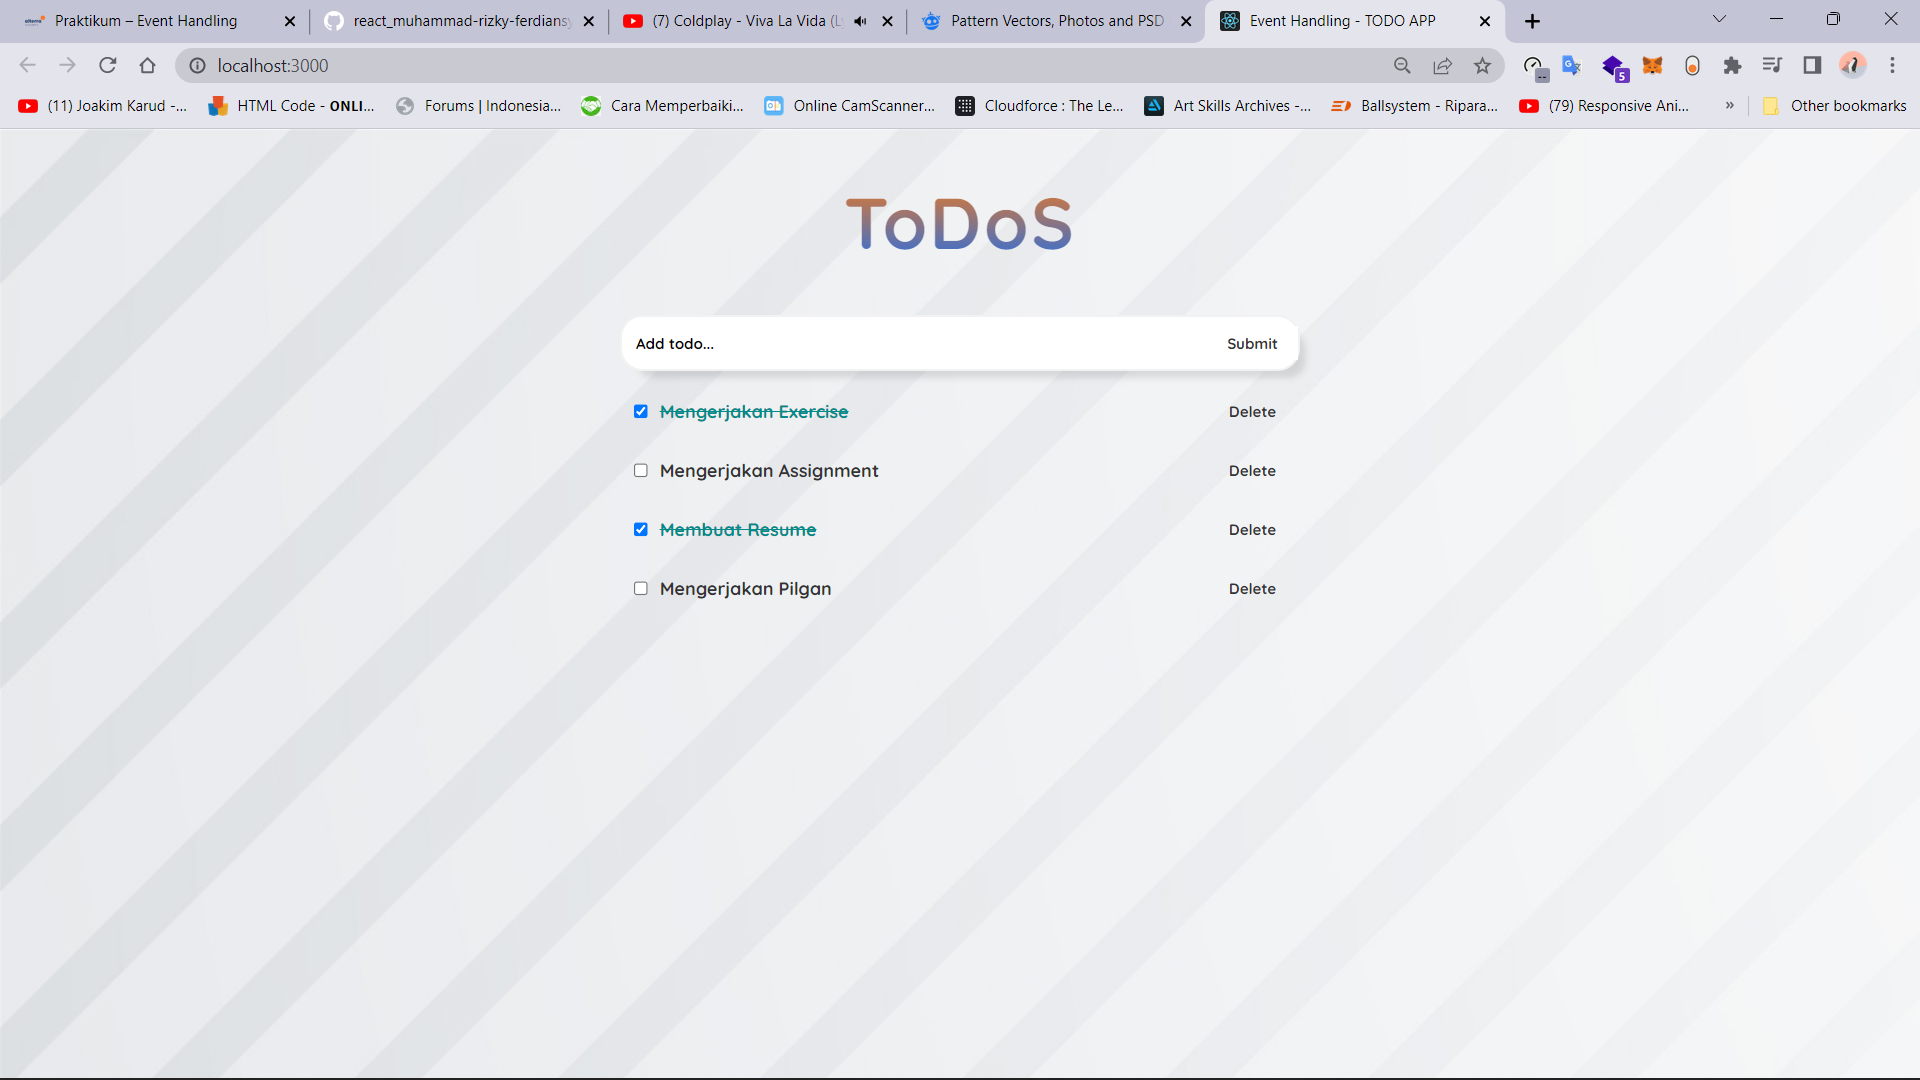 Praktikum – Event Handling
react_muhammad-rizky-ferdians
(7) Coldplay - Viva La Vida (L
Pattern Vectors, Photos and PSD
Event Handling - TODO APP
localhost:3000
5
(11) Joakim Karud -...
HTML Code - ONLI...
Forums | Indonesia...
Cara Memperbaiki...
Online CamScanner...
Cloudforce : The Le...
Art Skills Archives -...
Ballsystem - Ripara...
(79) Responsive Ani...
»
Other bookmarks
ToDoS
Add todo...
Submit
Mengerjakan Exercise
Delete
Mengerjakan Assignment
Delete
Membuat Resume
Delete
Mengerjakan Pilgan
Delete